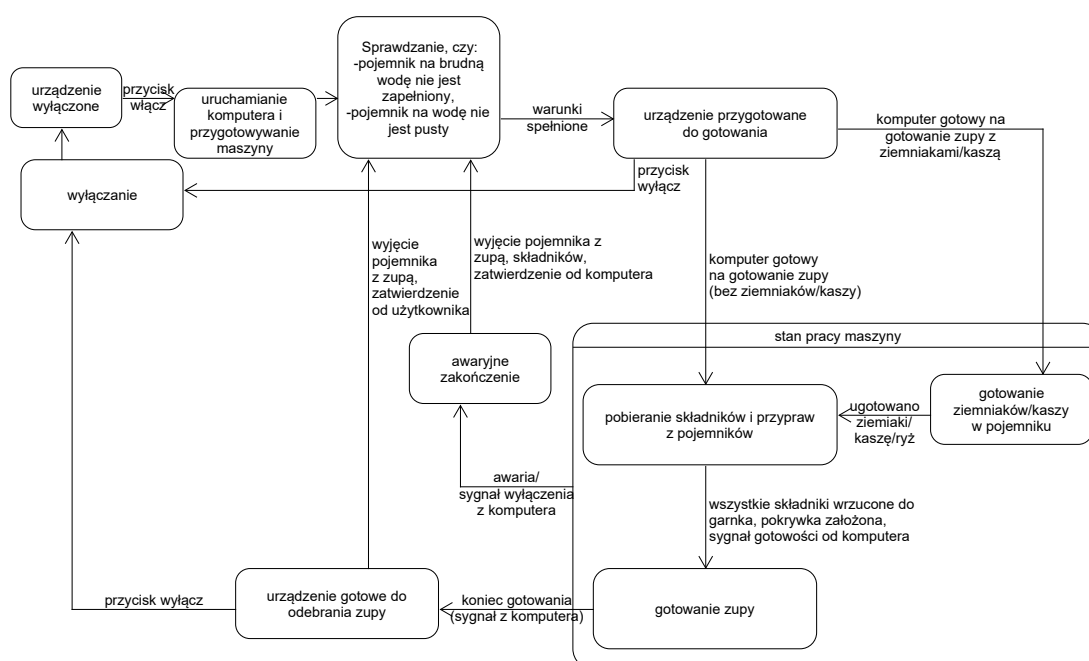 urządzenie
wyłączone
przycisk
włącz
uruchamianie
komputera i
przygotowywanie
maszyny
Sprawdzanie, czy:
-pojemnik na brudną
wodę nie jest
zapełniony,
-pojemnik na wodę nie
jest pusty
warunki
spełnione
urządzenie przygotowane
do gotowania
komputer gotowy na
gotowanie zupy z
ziemniakami/kaszą
przycisk
wyłącz
wyłączanie
wyjęcie
pojemnika
z zupą,
zatwierdzenie
od użytkownika
wyjęcie pojemnika z
zupą, składników,
zatwierdzenie od komputera
komputer gotowy
na gotowanie zupy
(bez ziemniaków/kaszy)
stan pracy maszyny
awaryjne
zakończenie
pobieranie składników i przypraw
z pojemników
ugotowano
ziemiaki/
kaszę/ryż
gotowanie
ziemniaków/kaszy
w pojemniku
awaria/
sygnał wyłączenia
z komputera
wszystkie składniki wrzucone do
garnka, pokrywka założona,
sygnał gotowości od komputera
przycisk wyłącz
urządzenie gotowe do
odebrania zupy
koniec gotowania
(sygnał z komputera)
gotowanie zupy